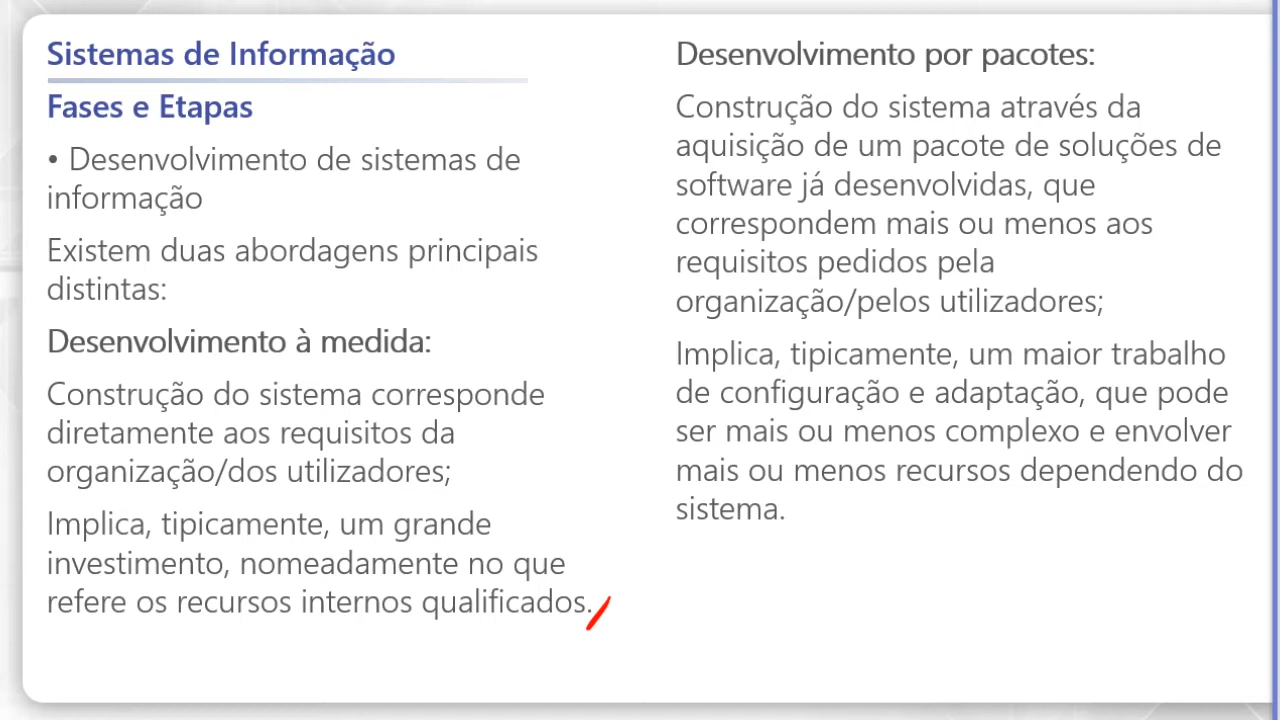 Sistemas de Informação
Fases e Etapas
• Desenvolvimento de sistemas de
informação
Existem duas abordagens principais
distintas:
Desenvolvimento à medida:
Construção do sistema corresponde
diretamente aos requisitos da
organização/dos utilizadores;
Implica, tipicamente, um grande
investimento, nomeadamente no que
refere os recursos internos qualificados.
Desenvolvimento por pacotes:
Construção do sistema através da
aquisição de um pacote de soluções de
software já desenvolvidas, que
correspondem mais ou menos aos
requisitos pedidos pela
organização/pelos utilizadores;
Implica, tipicamente, um maior trabalho
de configuração e adaptação, que pode
ser mais ou menos complexo e envolver
mais ou menos recursos dependendo do
sistema.